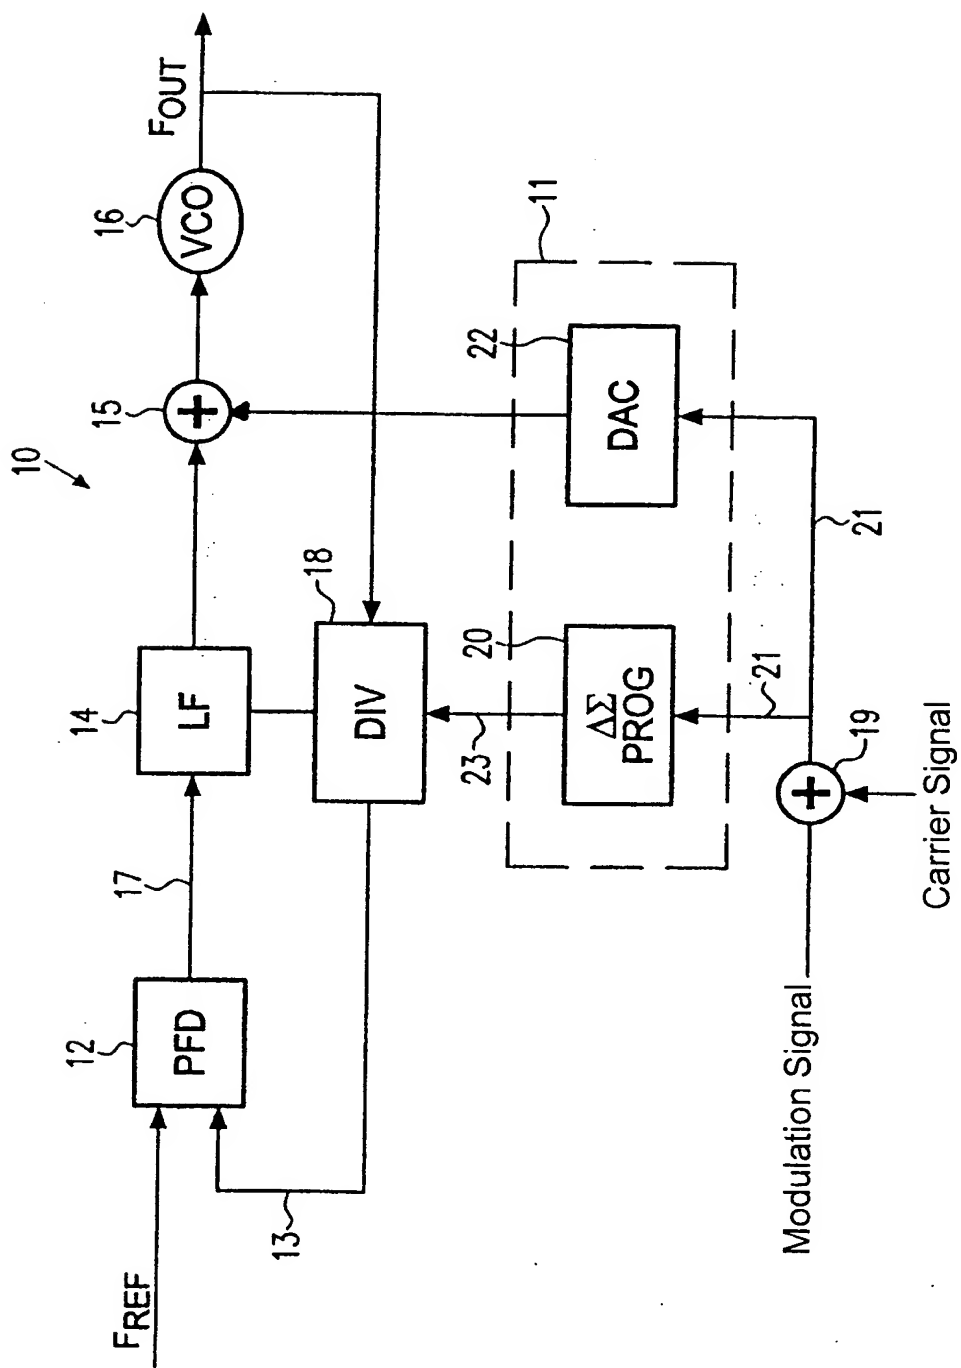 10
F_REF
12
PFD
17
14
LF
15
+
16
VCO
F_OUT
13
18
DIV
23
20
ΔΣ
PROG
22
DAC
11
21
21
19
+
Modulation Signal
Carrier Signal